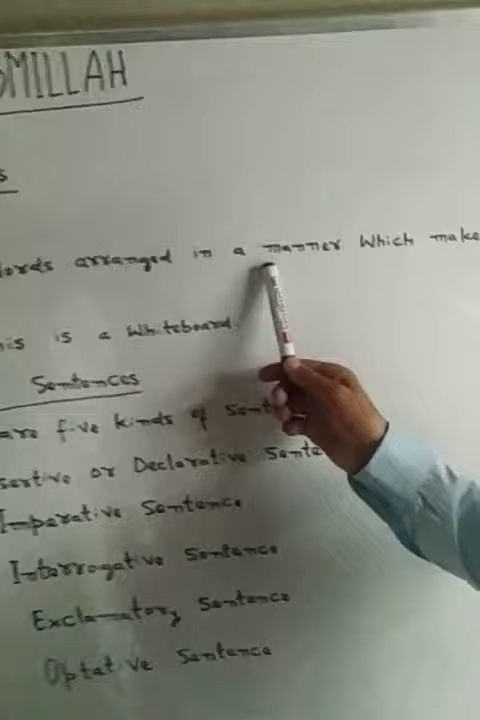 MILLAH
s
ords arranged in a manner Which make
his is a Whiteboard.
Sentences
are five kinds of Sent
sertive or Declarative Sente
Imperative Sentence
Interrogative Sentence
Exclamatory Sentence
Optative Sentence